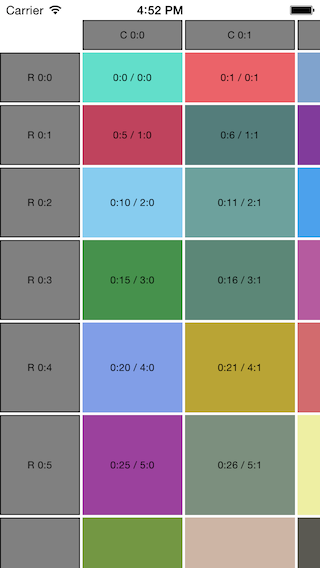 Carrier 4:52 PM
C 0:0 C 0:1
R 0:0 0:0 / 0:0 0:1 / 0:1
R 0:1 0:5 / 1:0 0:6 / 1:1
R 0:2 0:10 / 2:0 0:11 / 2:1
R 0:3 0:15 / 3:0 0:16 / 3:1
R 0:4 0:20 / 4:0 0:21 / 4:1
R 0:5 0:25 / 5:0 0:26 / 5:1